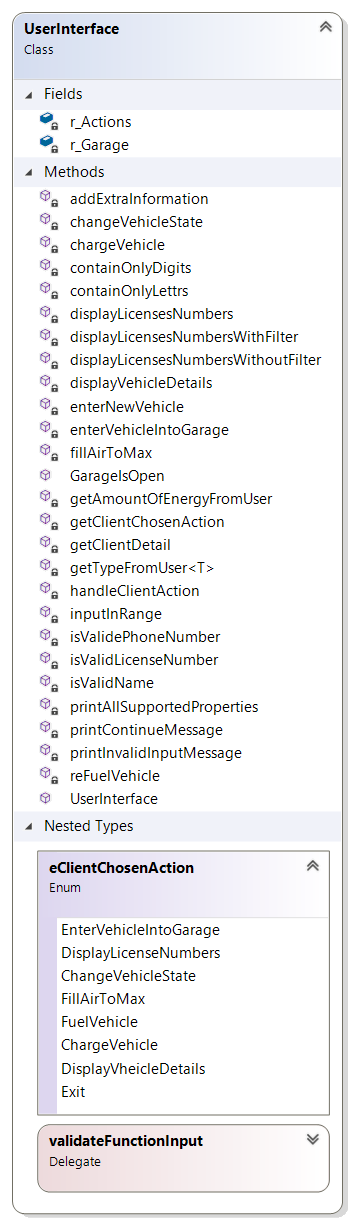 UserInterface
Class
Fields
r_Actions
r_Garage
Methods
addExtraInformation
changeVehicleState
chargeVehicle
containOnlyDigits
containOnlyLettrs
displayLicensesNumbers
displayLicensesNumbersWithFilter
displayLicensesNumbersWithoutFilter
displayVehicleDetails
enterNewVehicle
enterVehicleIntoGarage
fillAirToMax
GarageIsOpen
getAmountOfEnergyFromUser
getClientChosenAction
getClientDetail
getTypeFromUser<T>
handleClientAction
inputInRange
isValidePhoneNumber
isValidLicenseNumber
isValidName
printAllSupportedProperties
printContinueMessage
printInvalidInputMessage
reFuelVehicle
UserInterface
Nested Types
eClientChosenAction
Enum
EnterVehicleIntoGarage
DisplayLicenseNumbers
ChangeVehicleState
FillAirToMax
FuelVehicle
ChargeVehicle
DisplayVheicleDetails
Exit
validateFunctionInput
Delegate